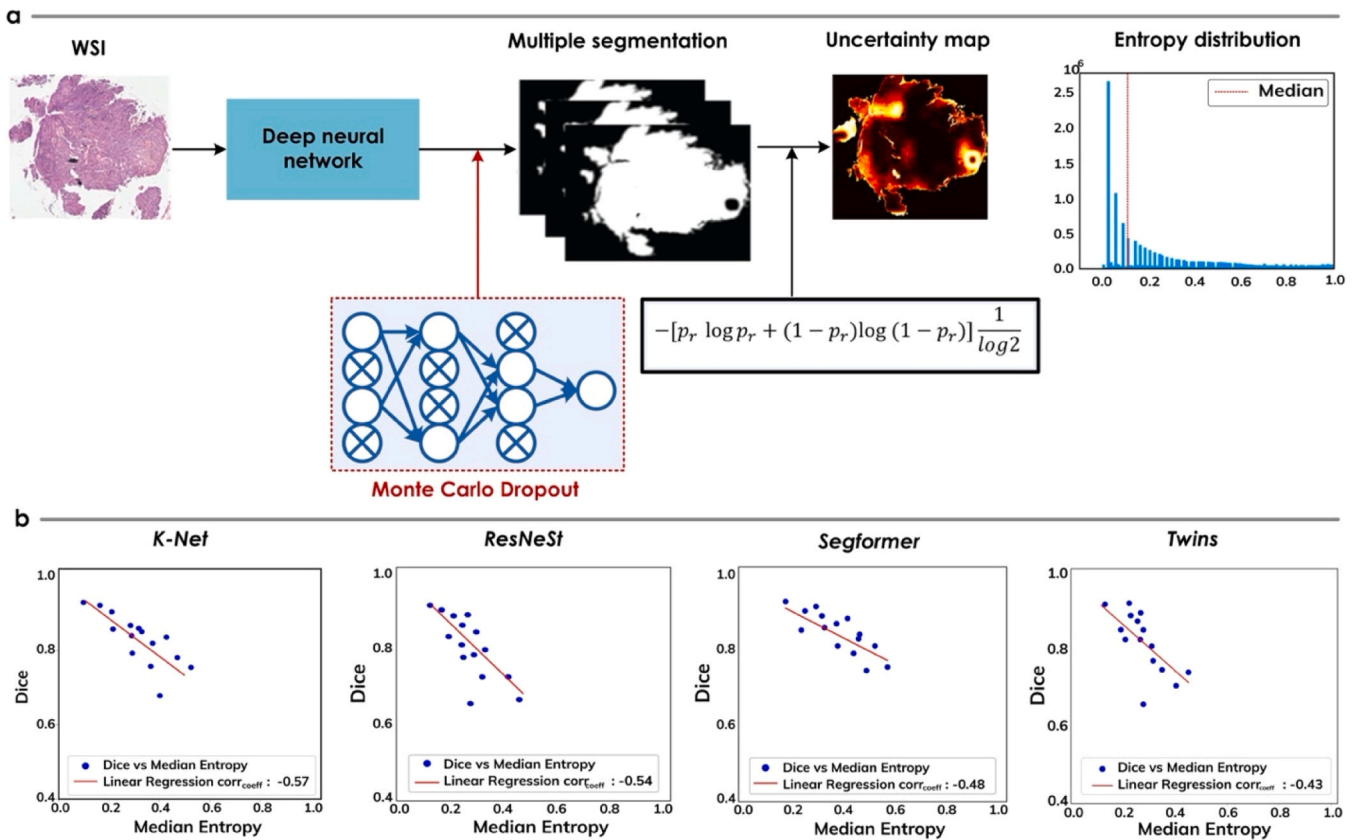 a
WSI
Multiple segmentation
Uncertainty map
Entropy distribution
Deep neural
network
10⁶
2.5
2.0
1.5
1.0
0.5
0.0
Median
0.0 0.2 0.4 0.6 0.8 1.0
−[pᵣ log pᵣ + (1 − pᵣ)log (1 − pᵣ)] 1/log2
Monte Carlo Dropout
b
K-Net
1.0
0.8
0.6
0.4
Dice
Dice vs Median Entropy
Linear Regression corr_coeff : -0.57
0.0 0.2 0.4 0.6 0.8 1.0
Median Entropy
ResNeSt
1.0
0.8
0.6
0.4
Dice
Dice vs Median Entropy
Linear Regression corr_coeff : -0.54
0.0 0.2 0.4 0.6 0.8 1.0
Median Entropy
Segformer
1.0
0.8
0.6
0.4
Dice
Dice vs Median Entropy
Linear Regression corr_coeff : -0.48
0.0 0.2 0.4 0.6 0.8 1.0
Median Entropy
Twins
1.0
0.8
0.6
0.4
Dice
Dice vs Median Entropy
Linear Regression corr_coeff : -0.43
0.0 0.2 0.4 0.6 0.8 1.0
Median Entropy